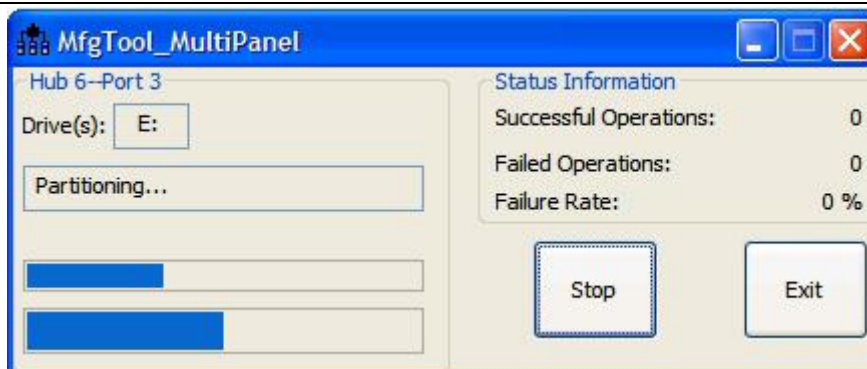 MfgTool_MultiPanel
Hub 6--Port 3
Drive(s): E:
Partitioning...
Status Information
Successful Operations: 0
Failed Operations: 0
Failure Rate: 0 %
Stop
Exit